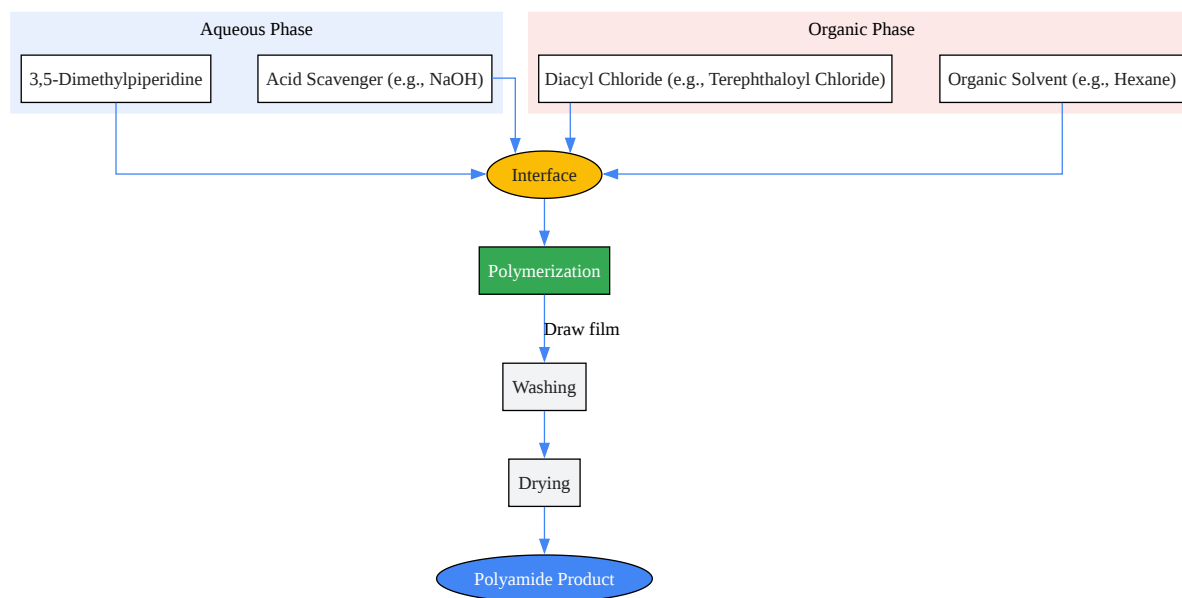 Aqueous Phase
Organic Phase
3,5-Dimethylpiperidine
Acid Scavenger (e.g., NaOH)
Diacyl Chloride (e.g., Terephthaloyl Chloride)
Organic Solvent (e.g., Hexane)
Interface
Polymerization
Draw film
Washing
Drying
Polyamide Product